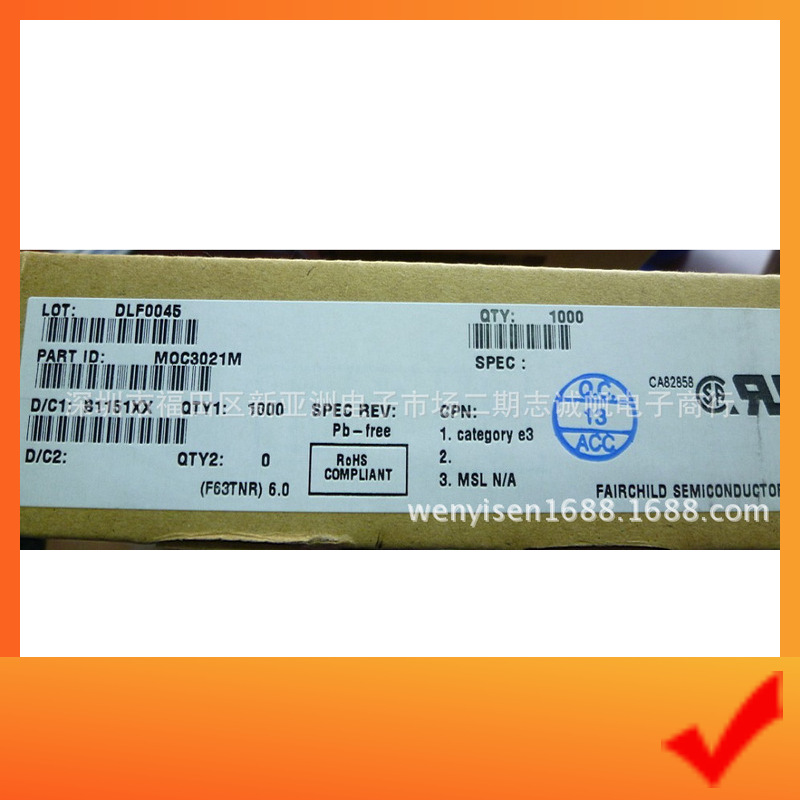 LOT: DLF0045
QTY: 1000
PART ID: MOC3021M
SPEC :
CA82858
深圳市福田区新亚洲电子市场二期志诚帆电子商行
D/C1: B1151XX QTY1: 1000 SPEC REV: CPN:
Pb-free
1. category e3
Q.C.
13
ACC.
D/C2: QTY2: 0
RoHS
COMPLIANT
2.
3. MSL N/A
(F63TNR) 6.0
FAIRCHILD SEMICONDUCTO
wenyisen1688.1688.com